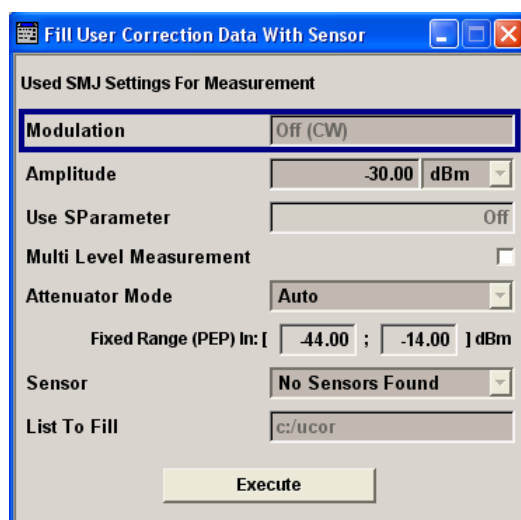 Fill User Correction Data With Sensor
Used SMJ Settings For Measurement
Modulation Off (CW)
Amplitude -30.00 dBm
Use SParameter Off
Multi Level Measurement
Attenuator Mode Auto
Fixed Range (PEP) In: [ -44.00 ; -14.00 ] dBm
Sensor No Sensors Found
List To Fill c:/ucor
Execute